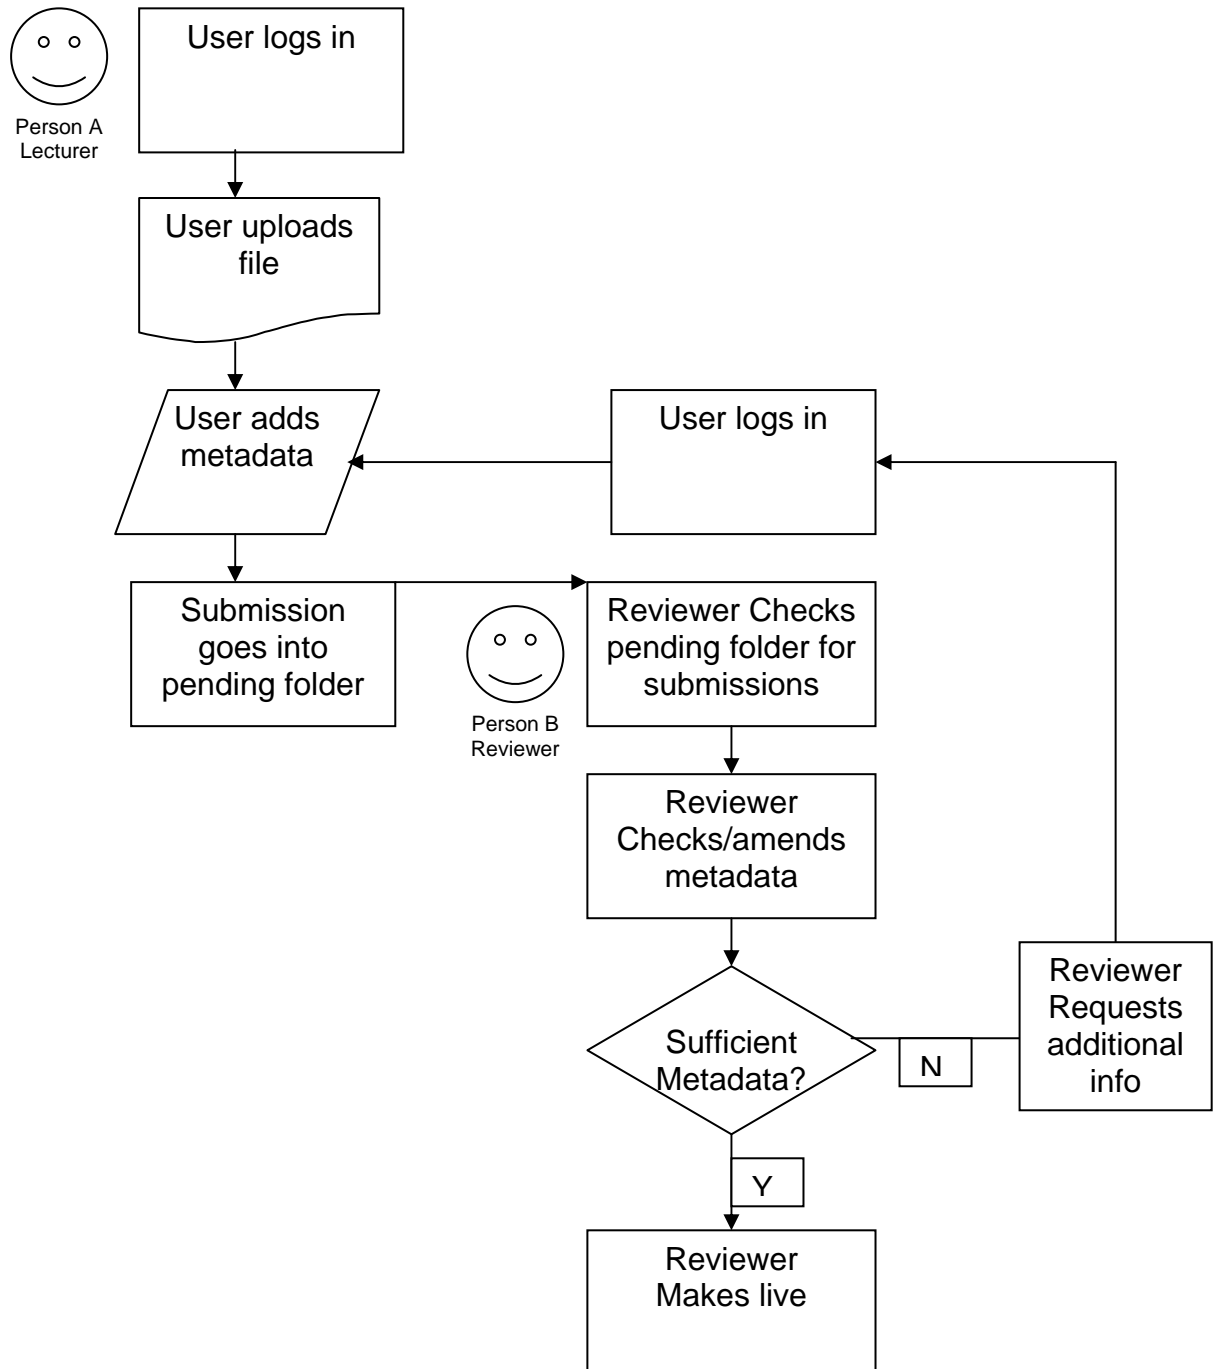 User logs in
Person A
Lecturer
User uploads
file
User adds
metadata
User logs in
Submission
goes into
pending folder
Person B
Reviewer
Reviewer Checks
pending folder for
submissions
Reviewer
Checks/amends
metadata
Sufficient
Metadata?
N
Reviewer
Requests
additional
info
Y
Reviewer
Makes live